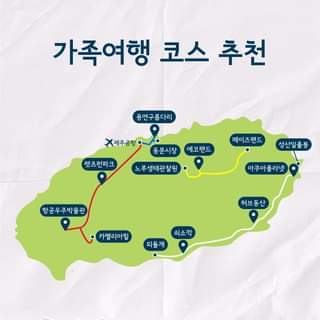 가족여행 코스 추천
용연구름다리
제주공항
동문시장
메이즈랜드
에코랜드
성산일출봉
렛츠런파크
노루생태관찰원
아쿠아플라넷
항공우주박물관
허브동산
카멜리아힐
쇠소깍
외돌개